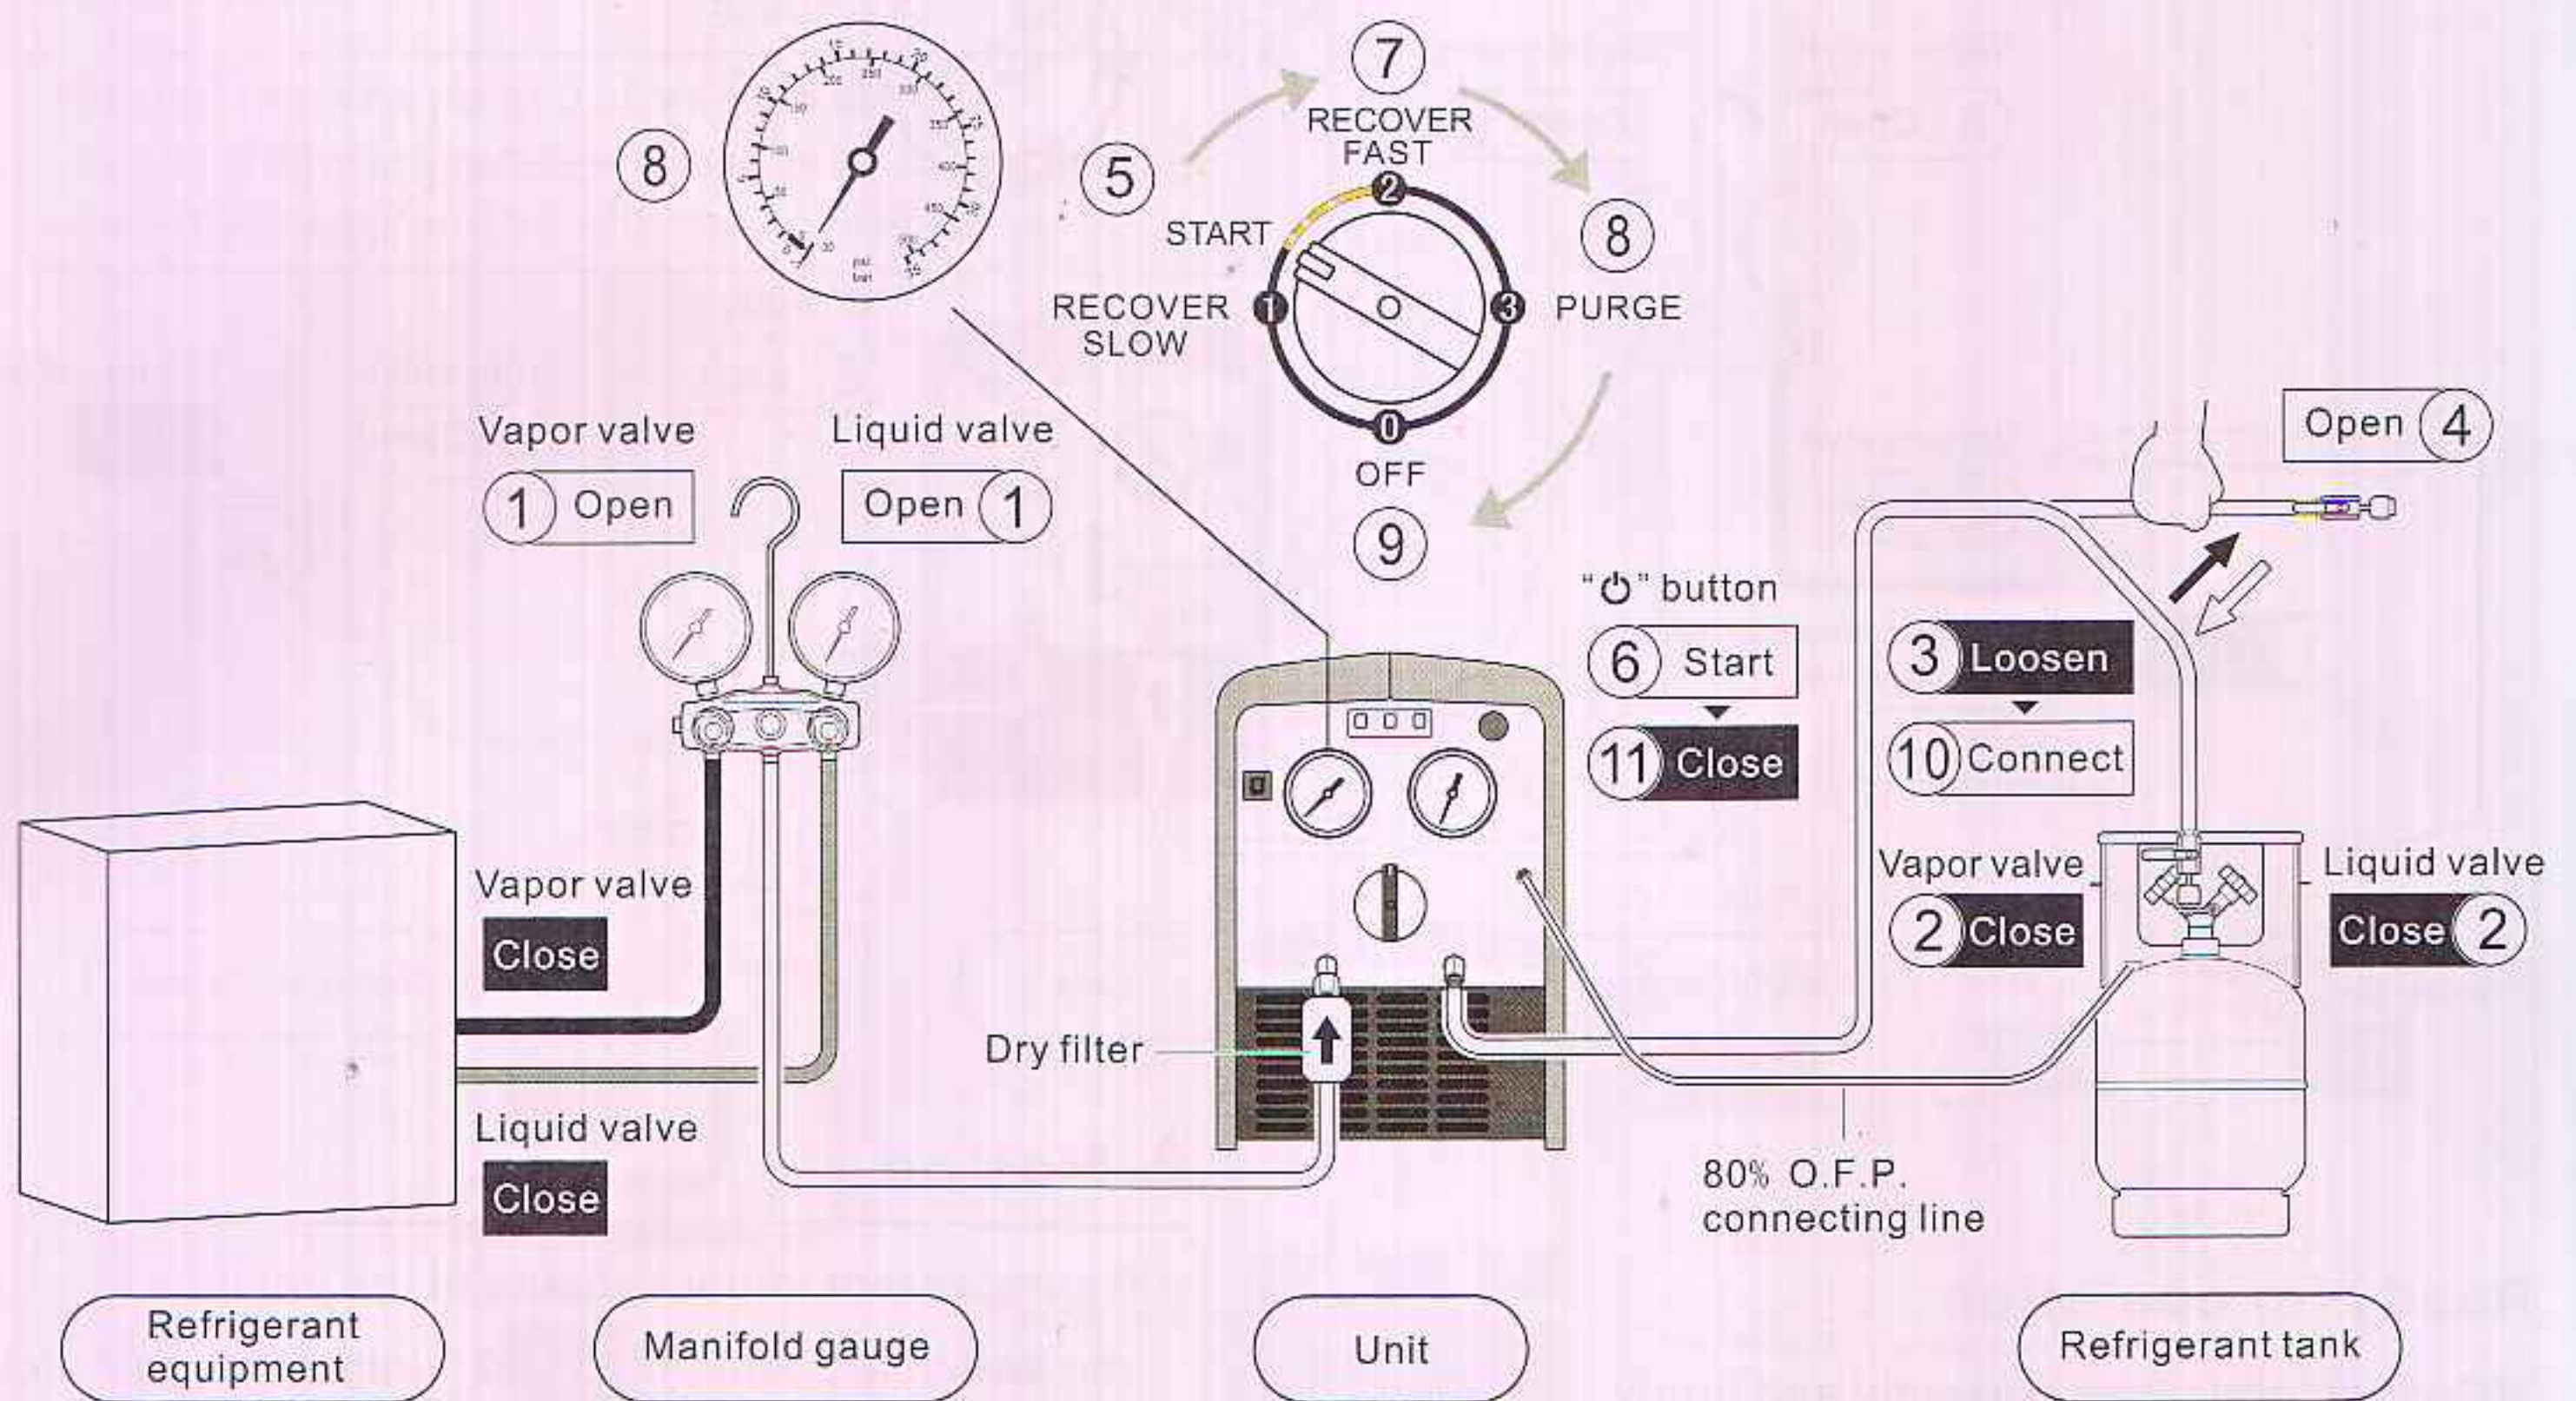 7
RECOVER
FAST
8
5
2
START
8
RECOVER
SLOW
1
3
PURGE
0
OFF
9
psi
bar
Vapor valve
1 Open
Liquid valve
Open 1
Open 4
"⏻" button
6 Start
11 Close
3 Loosen
10 Connect
Vapor valve
Close
Liquid valve
Close
Vapor valve
2 Close
Liquid valve
Close 2
Dry filter
80% O.F.P.
connecting line
Refrigerant
equipment
Manifold gauge
Unit
Refrigerant tank